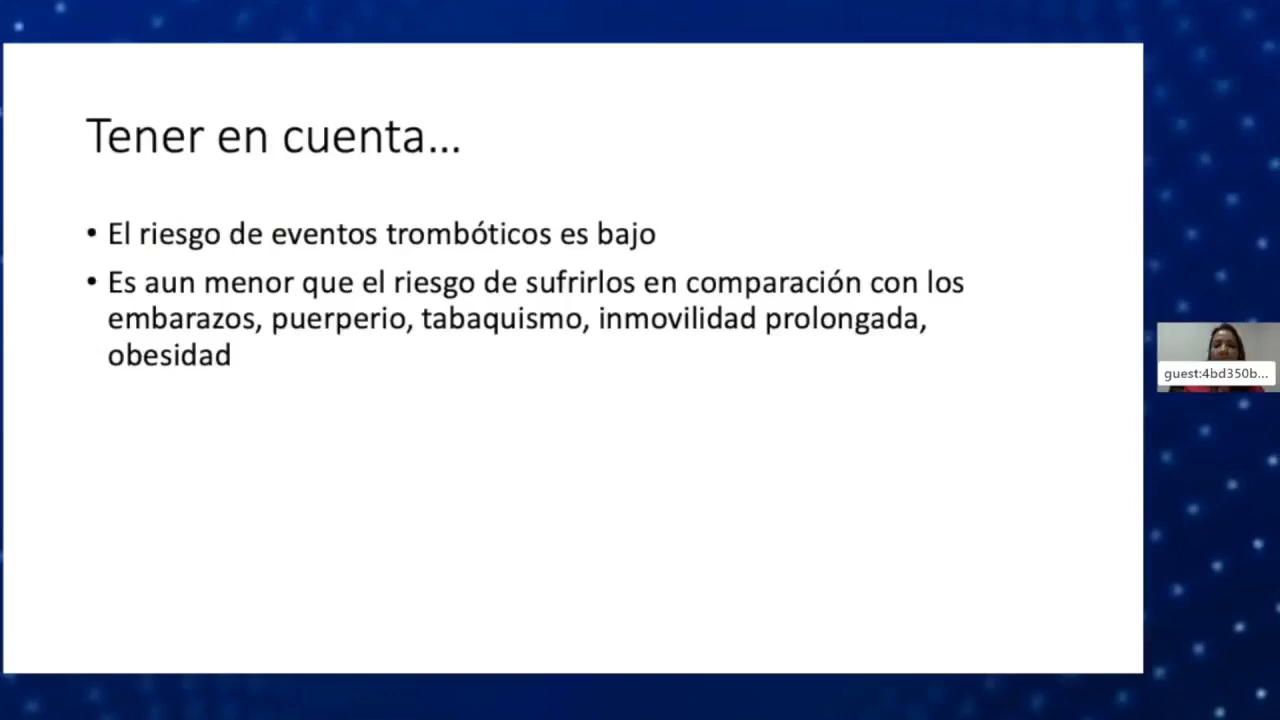 Tener en cuenta...
• El riesgo de eventos trombóticos es bajo
• Es aun menor que el riesgo de sufrirlos en comparación con los
embarazos, puerperio, tabaquismo, inmovilidad prolongada,
obesidad
guest:4bd350b...